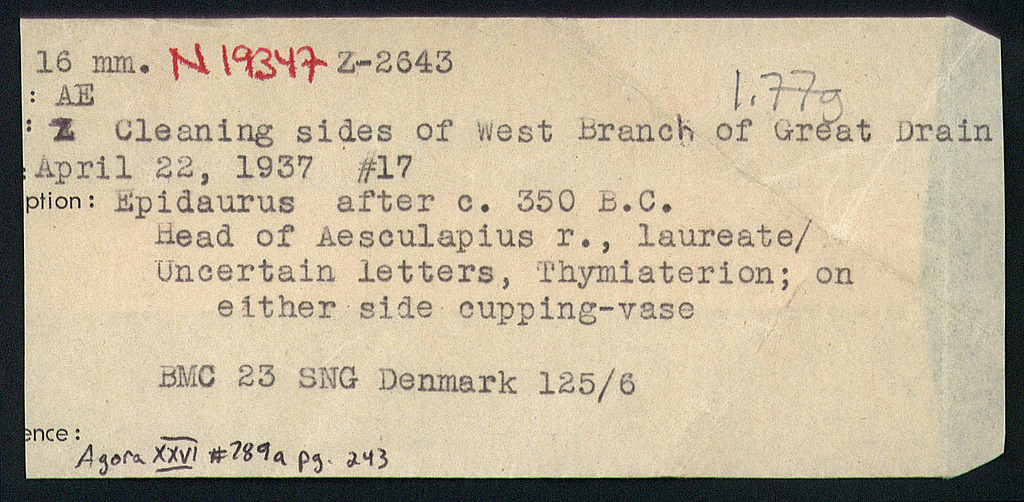 16 mm. N 19347 Z-2643
1.77g
: AE
: Z Cleaning sides of West Branch of Great Drain
: April 22, 1937 #17
ption: Epidaurus after c. 350 B.C.
Head of Aesculapius r., laureate/
Uncertain letters, Thymiaterion; on
either side cupping-vase
BMC 23 SNG Denmark 125/6
ence:
Agora XXVI #789a pg. 243